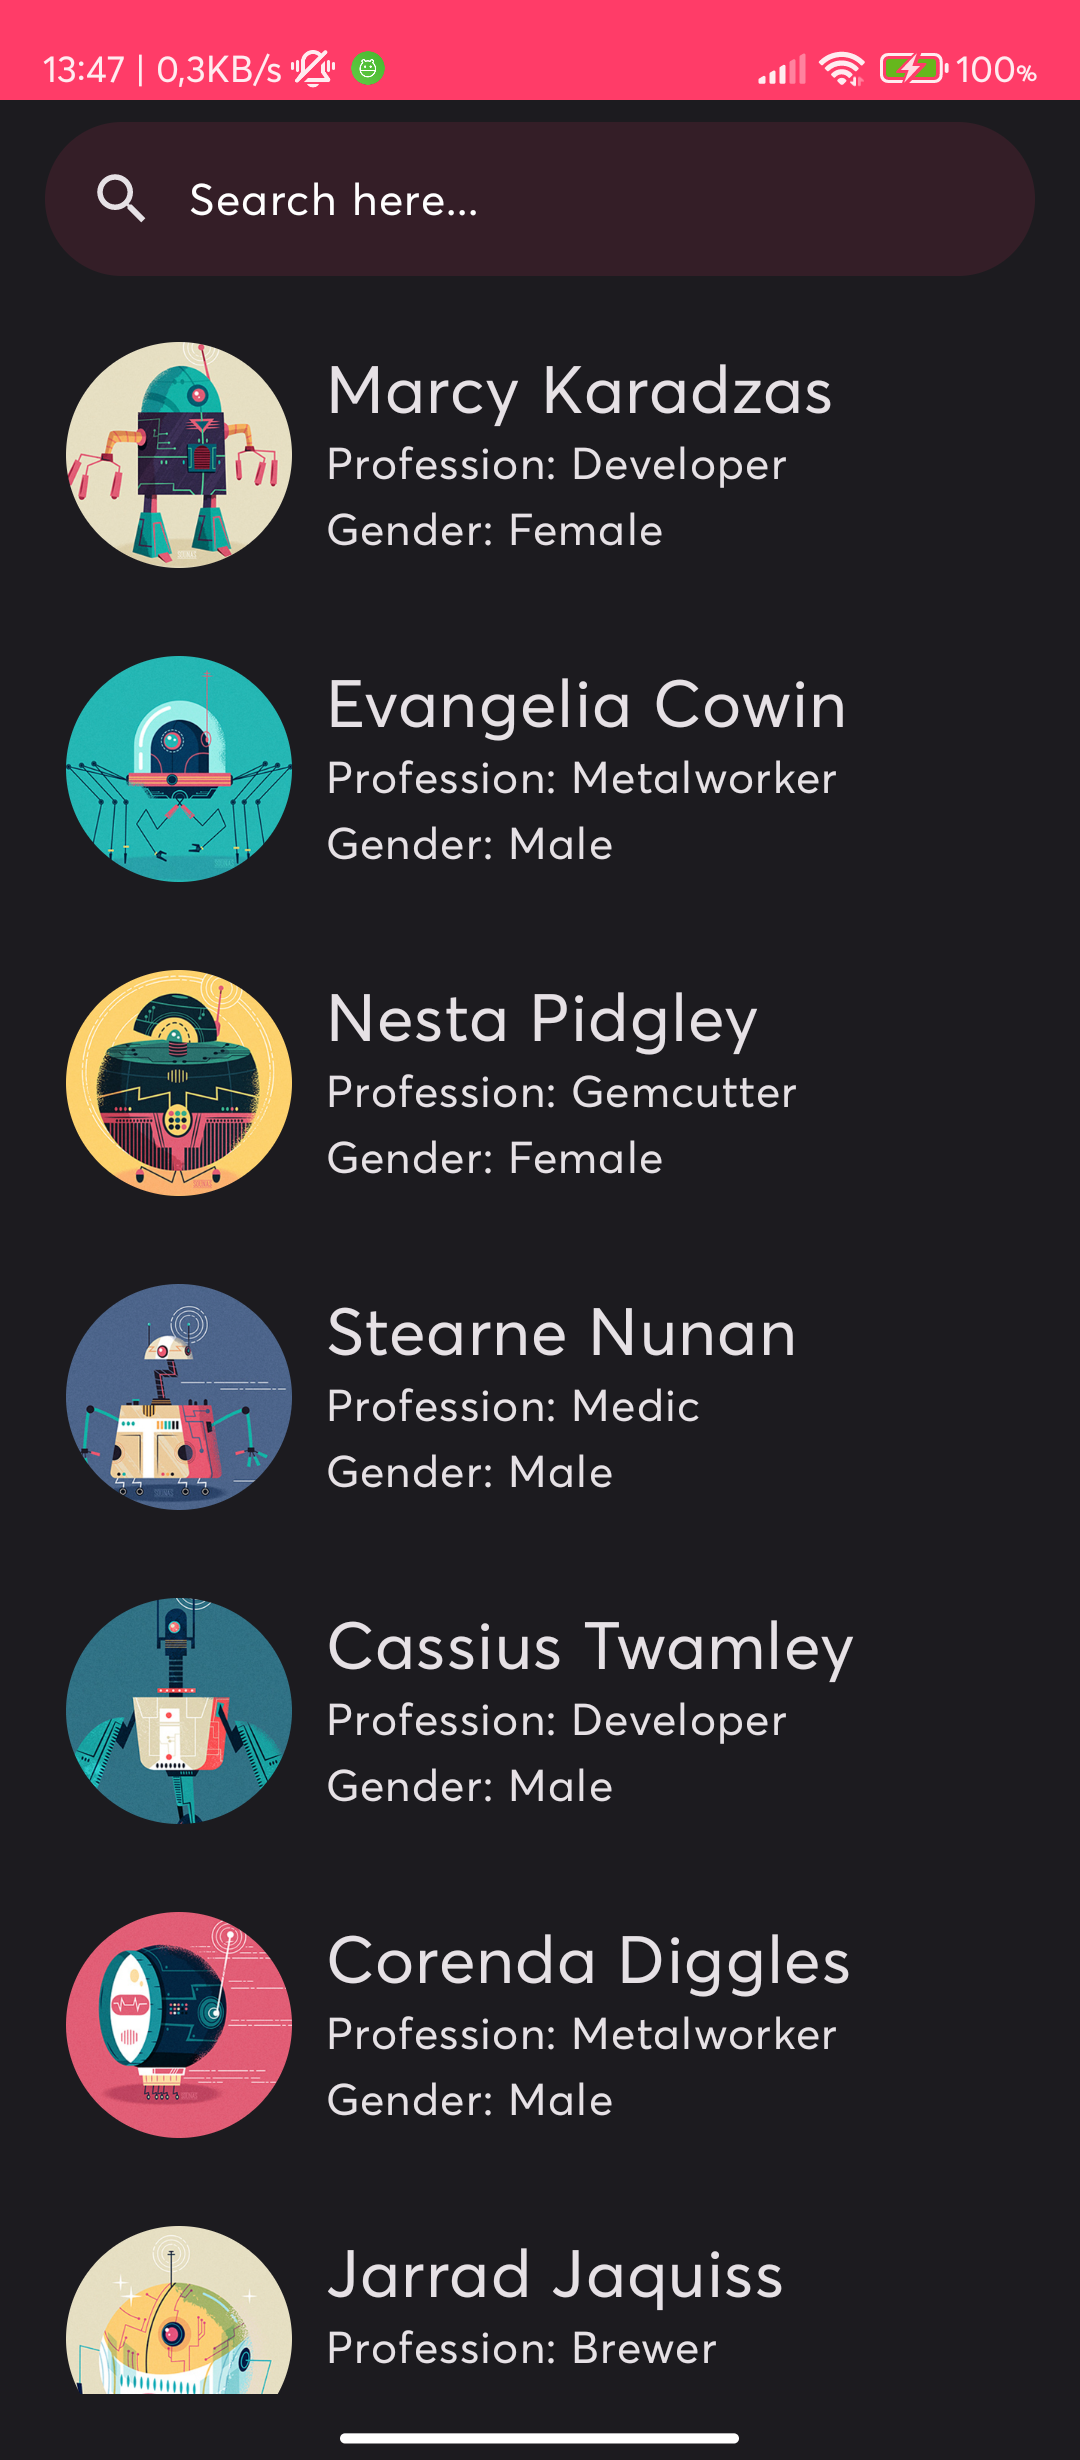 13:47 | 0,3KB/s
100%
Search here...
Marcy Karadzas
Profession: Developer
Gender: Female
Evangelia Cowin
Profession: Metalworker
Gender: Male
Nesta Pidgley
Profession: Gemcutter
Gender: Female
Stearne Nunan
Profession: Medic
Gender: Male
Cassius Twamley
Profession: Developer
Gender: Male
Corenda Diggles
Profession: Metalworker
Gender: Male
Jarrad Jaquiss
Profession: Brewer